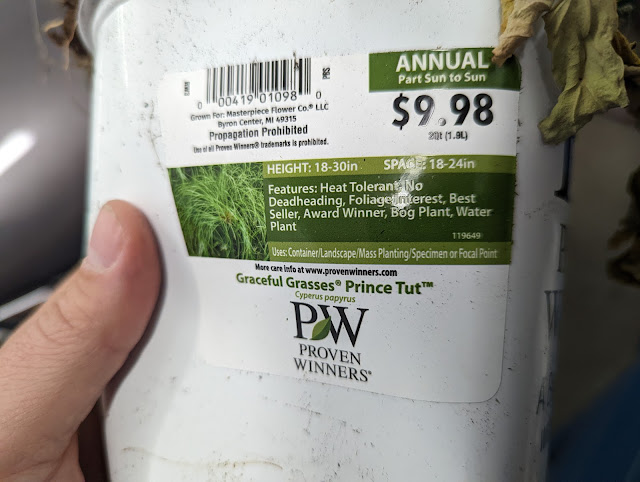 0 00419 01098 0
Grown For: Masterpiece Flower Co.® LLC
Byron Center, MI 49315
Propagation Prohibited
Use of all Proven Winners® trademarks is prohibited.
ANNUAL
Part Sun to Sun
$9.98
2Qt (1.9L)
HEIGHT: 18-30in SPACE: 18-24in
Features: Heat Tolerant, No
Deadheading, Foliage Interest, Best
Seller, Award Winner, Bog Plant, Water
Plant
119649
Uses: Container/Landscape/Mass Planting/Specimen or Focal Point
More care info at www.provenwinners.com
Graceful Grasses® Prince Tut™
Cyperus papyrus
PW
PROVEN
WINNERS®